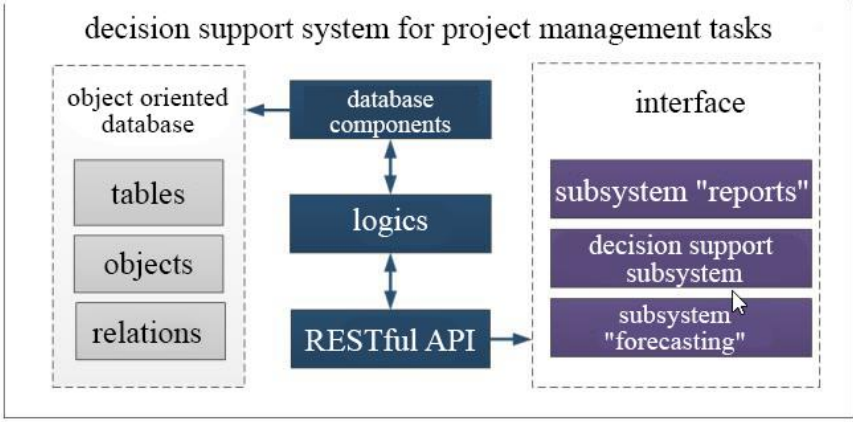 decision support system for project management tasks
object oriented
database
tables
objects
relations
database
components
logics
RESTful API
interface
subsystem "reports"
decision support
subsystem
subsystem
"forecasting"